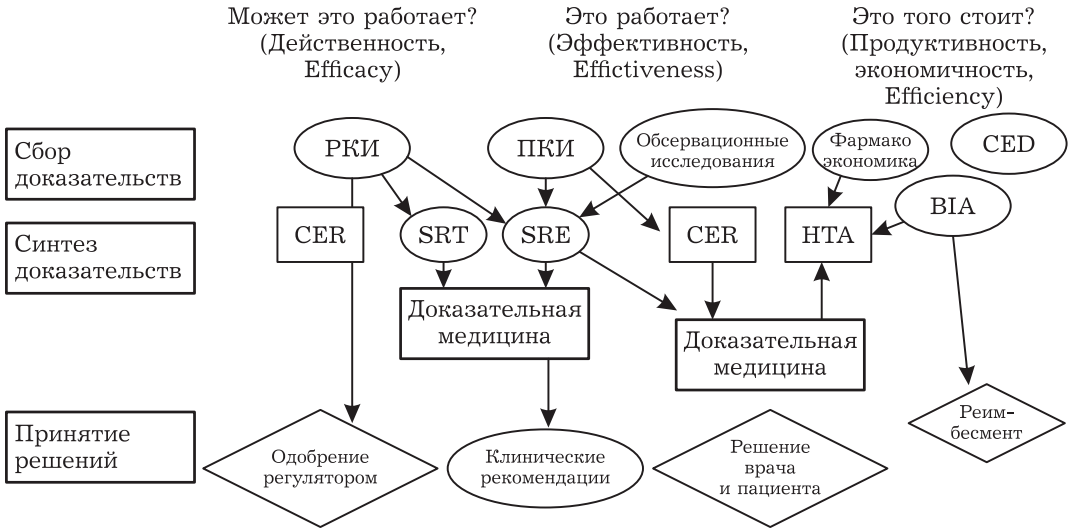 Может это работает?
(Действенность,
Efficacy)
Это работает?
(Эффективность,
Effictiveness)
Это того стоит?
(Продуктивность,
экономичность,
Efficiency)
Сбор
доказательств
РКИ
ПКИ
Обсервационные
исследования
Фармако
экономика
CED
BIA
Синтез
доказательств
CER
SRT
SRE
CER
HTA
Доказательная
медицина
Доказательная
медицина
Принятие
решений
Одобрение
регулятором
Клинические
рекомендации
Решение
врача
и пациента
Реим-
бесмент